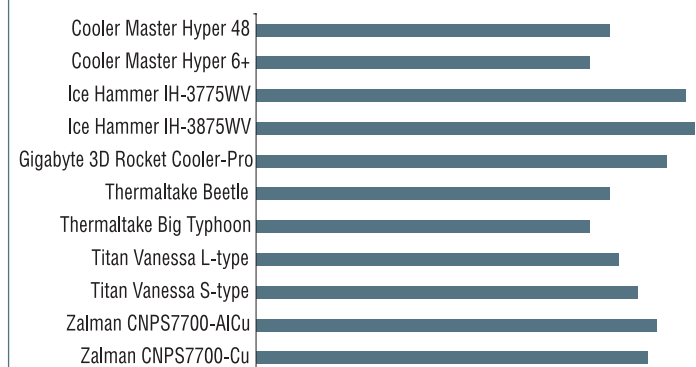 Cooler Master Hyper 48
Cooler Master Hyper 6+
Ice Hammer IH-3775WV
Ice Hammer IH-3875WV
Gigabyte 3D Rocket Cooler-Pro
Thermaltake Beetle
Thermaltake Big Typhoon
Titan Vanessa L-type
Titan Vanessa S-type
Zalman CNPS7700-AlCu
Zalman CNPS7700-Cu